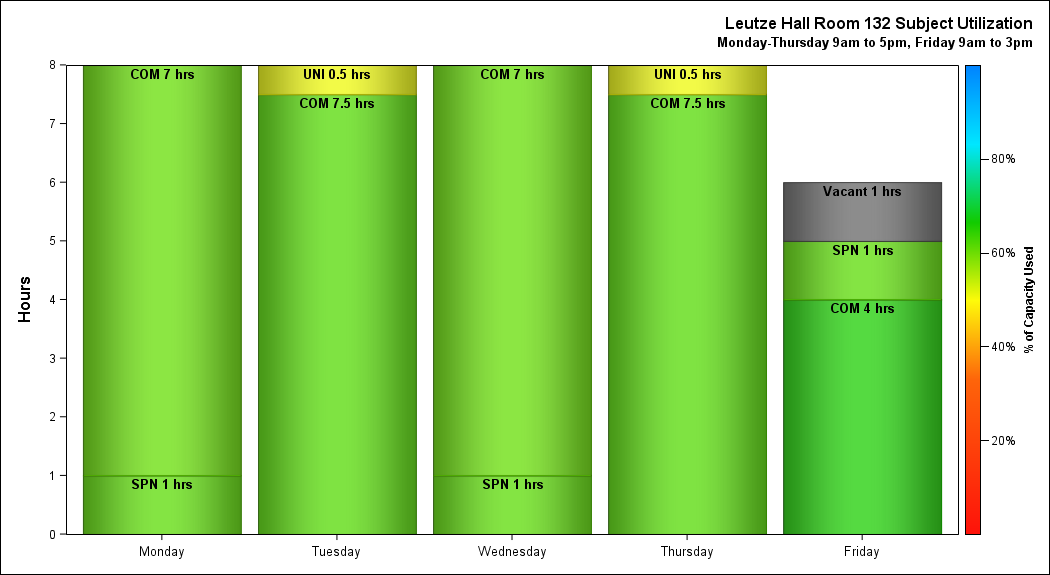 Leutze Hall Room 132 Subject Utilization
Monday-Thursday 9am to 5pm, Friday 9am to 3pm
Hours
8
7
6
5
4
3
2
1
0
COM 7 hrs
SPN 1 hrs
UNI 0.5 hrs
COM 7.5 hrs
COM 7 hrs
SPN 1 hrs
UNI 0.5 hrs
COM 7.5 hrs
Vacant 1 hrs
SPN 1 hrs
COM 4 hrs
Monday
Tuesday
Wednesday
Thursday
Friday
80%
60%
40%
20%
% of Capacity Used